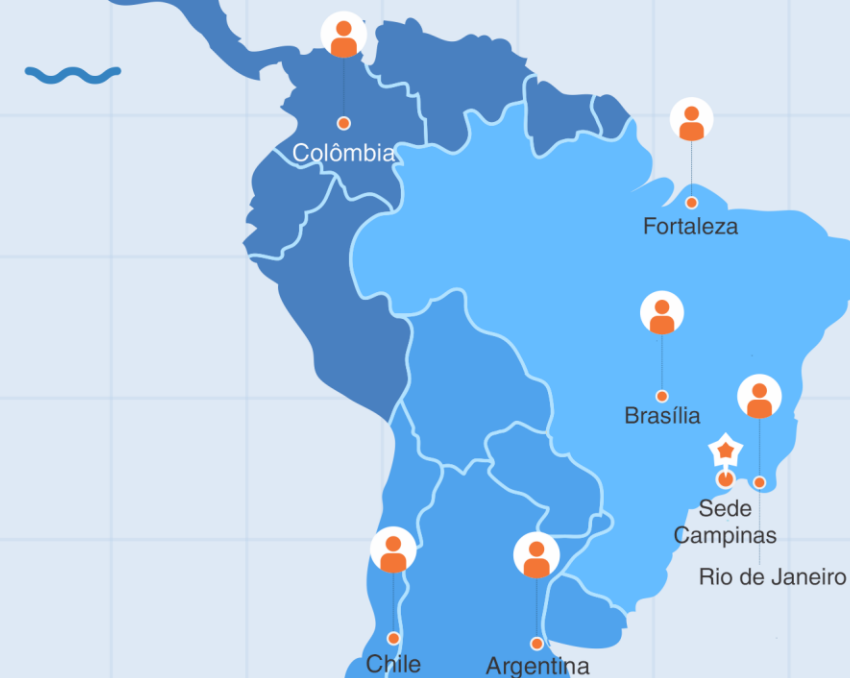 Colômbia
Fortaleza
Brasília
Sede
Campinas
Rio de Janeiro
Chile
Argentina